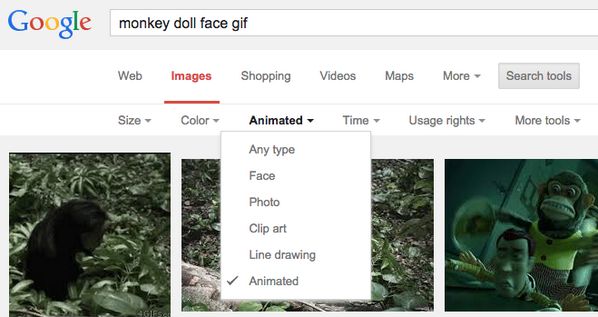 Google monkey doll face gif
Web Images Shopping Videos Maps More Search tools
Size Color Animated Time Usage rights More tools
Any type
Face
Photo
Clip art
Line drawing
Animated